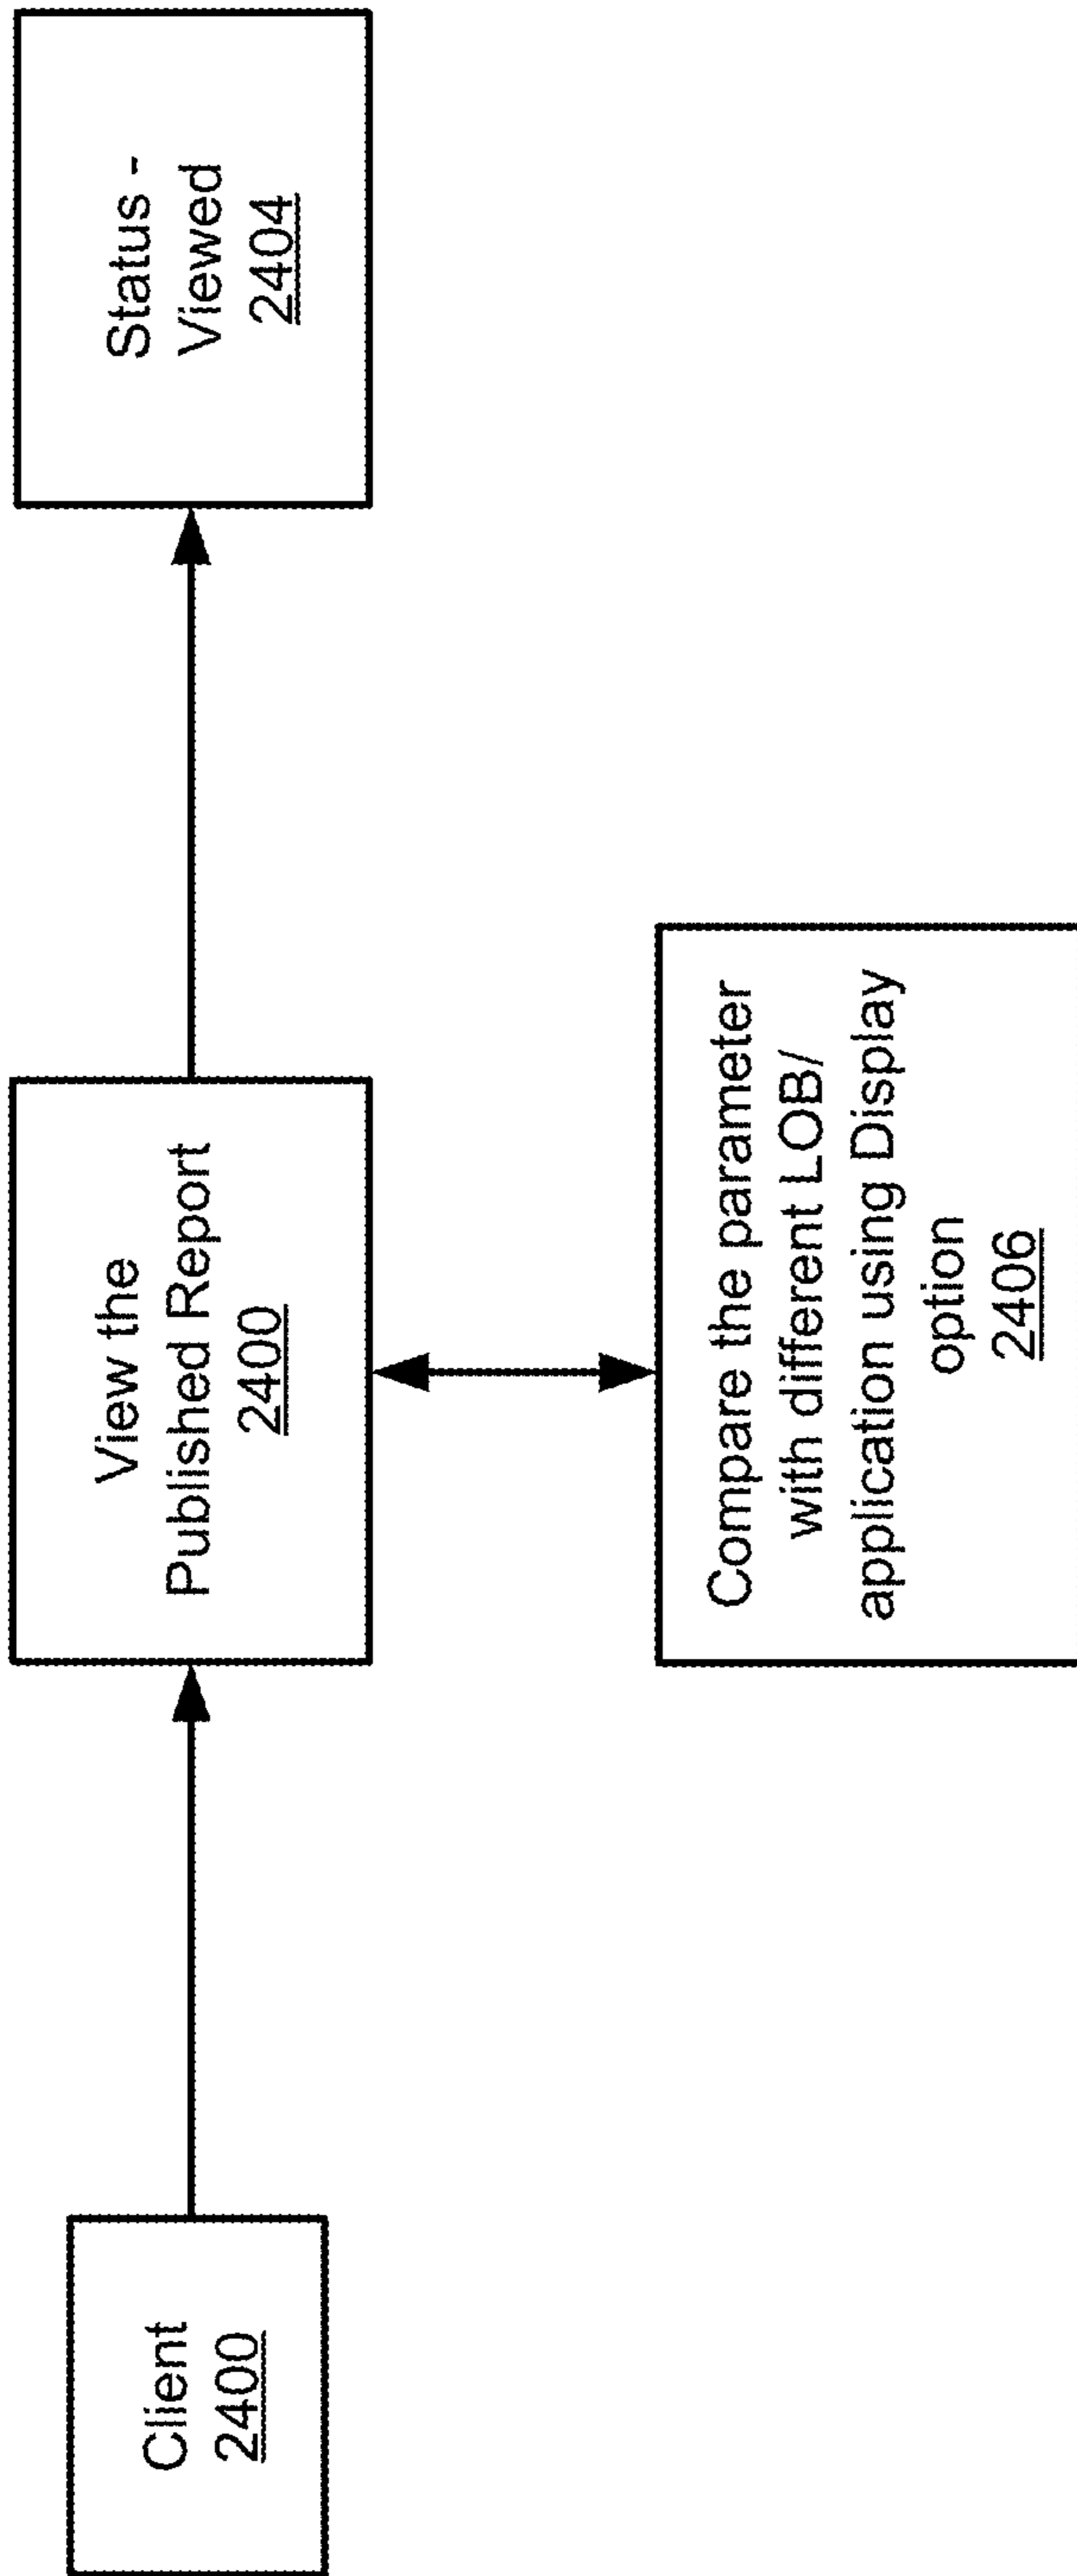 Client
2400
View the
Published Report
2400
Status -
Viewed
2404
Compare the parameter
with different LOB/
application using Display
option
2406